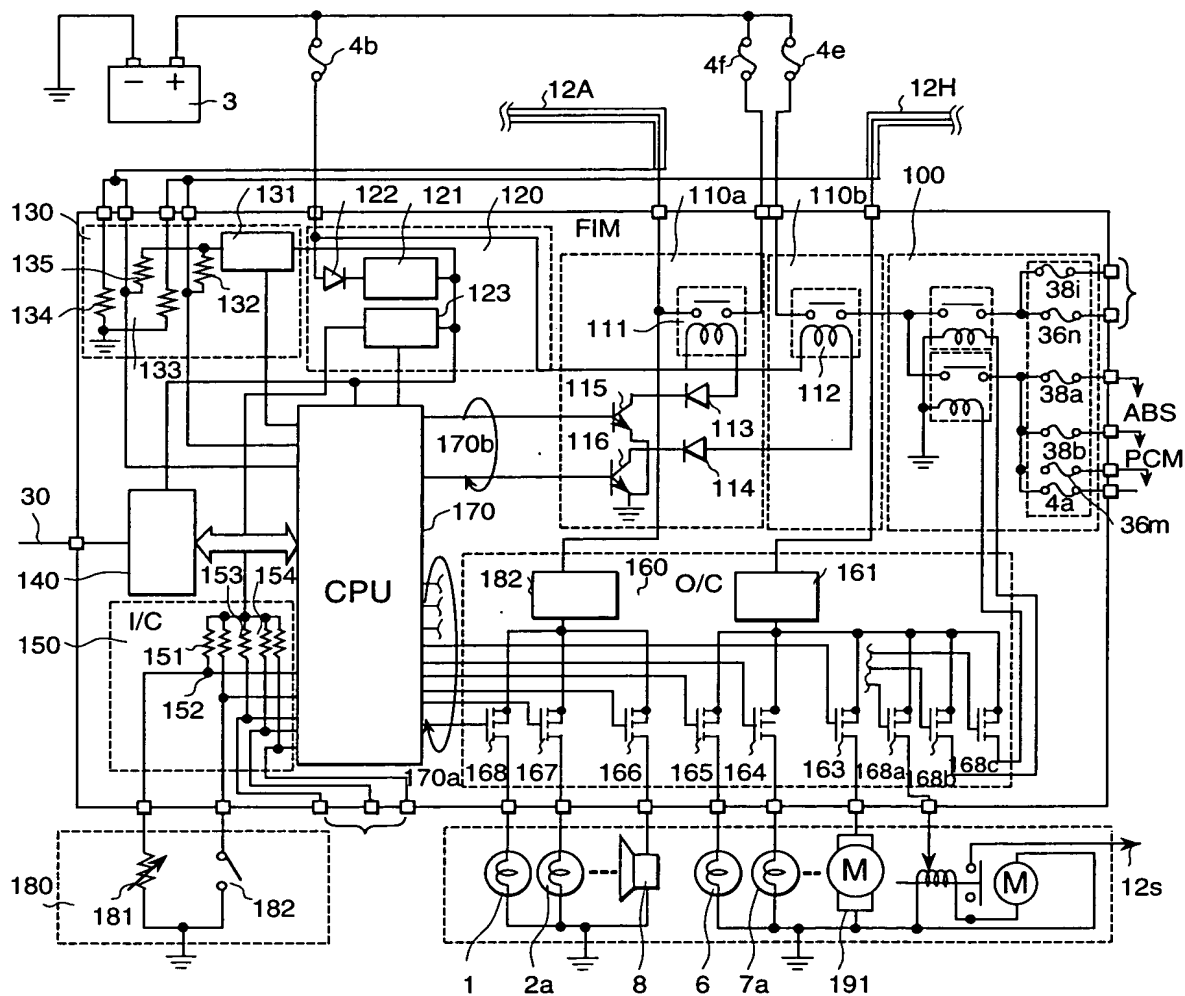 4b
4f
4e
− +
3
12A
12H
122 121 120
110a
110b
100
130
131
FIM
135
132
123
134
133
111
112
38i
36n
115
113
38a
ABS
170b
116
38b
PCM
114
4a
36m
30
170
140
153 154
CPU
182
160
O/C
161
I/C
150
151
152
170a
168 167 166 165 164 163 168a 168b 168c
180
181
182
M
M
12s
1 2a 8 6 7a 191